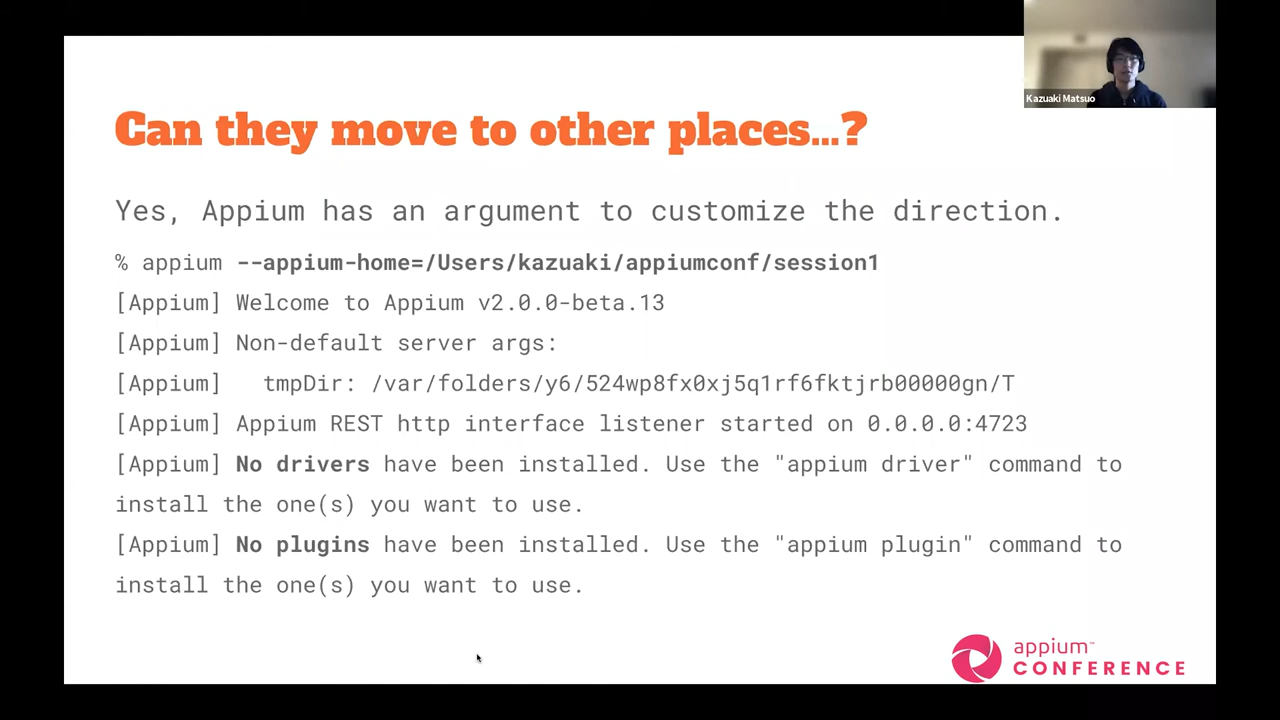 Kazuaki Matsuo
Can they move to other places...?
Yes, Appium has an argument to customize the direction.
% appium --appium-home=/Users/kazuaki/appiumconf/session1
[Appium] Welcome to Appium v2.0.0-beta.13
[Appium] Non-default server args:
[Appium]   tmpDir: /var/folders/y6/524wp8fx0xj5q1rf6fktjrb00000gn/T
[Appium] Appium REST http interface listener started on 0.0.0.0:4723
[Appium] No drivers have been installed. Use the "appium driver" command to
install the one(s) you want to use.
[Appium] No plugins have been installed. Use the "appium plugin" command to
install the one(s) you want to use.
appium™
CONFERENCE